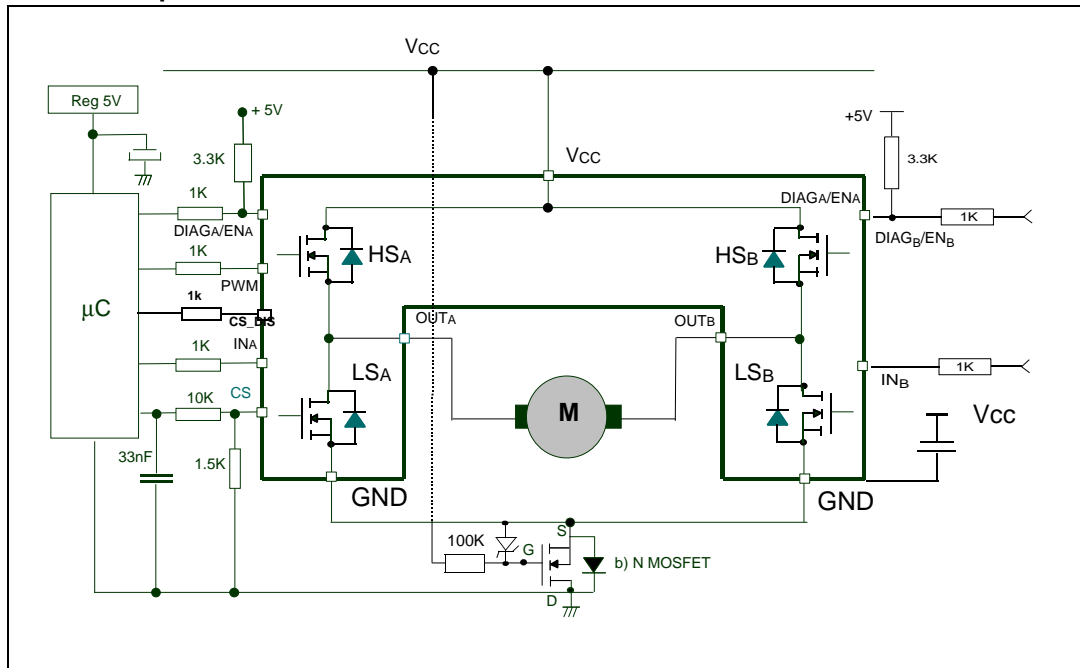 VCC
Reg 5V
+ 5V
+5V
3.3K
VCC
3.3K
1K
DIAGA/ENA
DIAGA/ENA
1K
DIAGB/ENB
1K
HSA
HSB
PWM
µC
1k
CS_DIS
OUTA
OUTB
INA
1K
LSA
LSB
1K
INB
CS
10K
M
VCC
33nF
1.5K
GND
GND
100K
G
S
b) N MOSFET
D